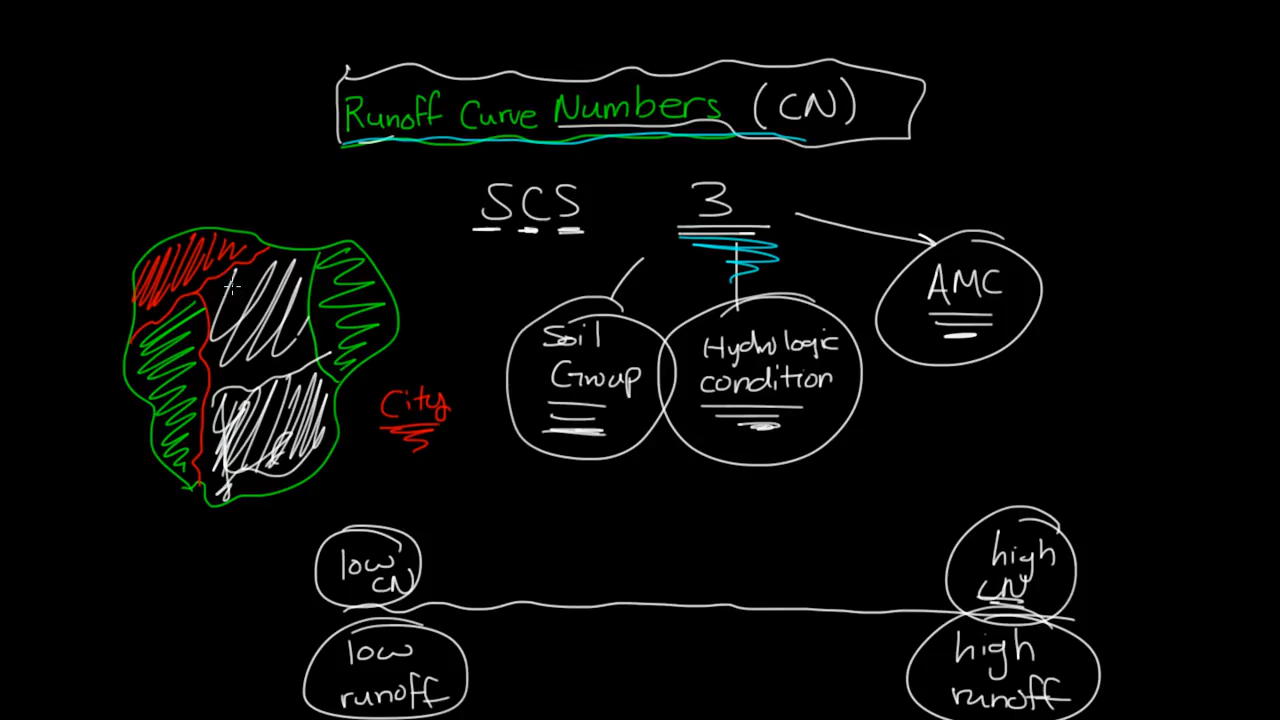 Runoff Curve Numbers (CN)
SCS 3
AMC
Soil
Group
Hydrologic
condition
City
low
CN
high
CN
low
runoff
high
runoff